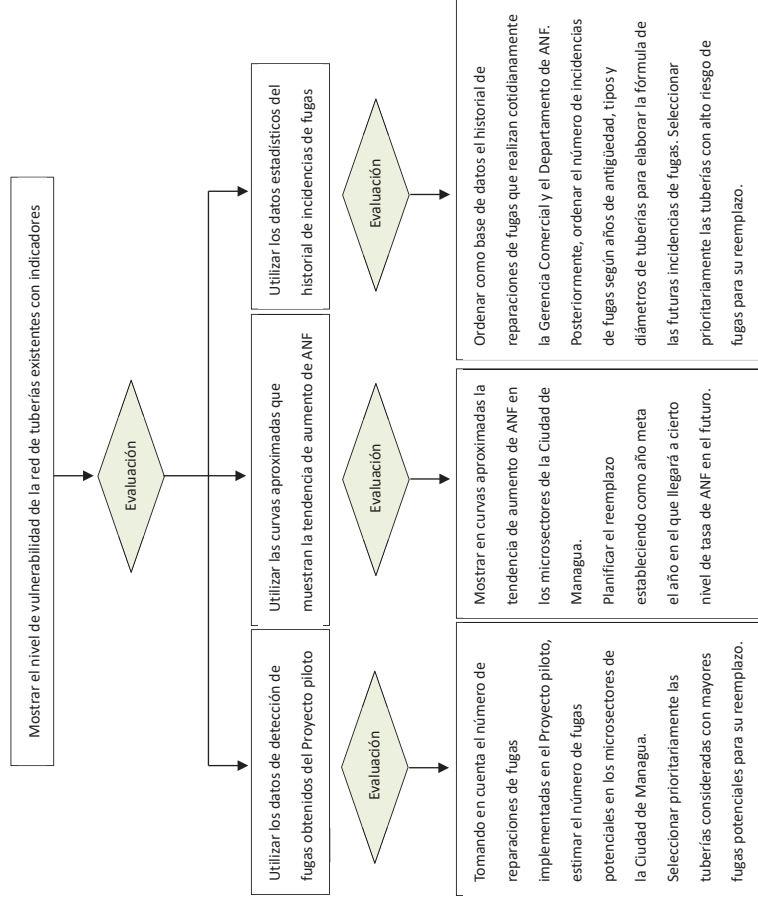 Mostrar el nivel de vulnerabilidad de la red de tuberías existentes con indicadores
Evaluación
Utilizar los datos de detección de
fugas obtenidos del Proyecto piloto
Utilizar las curvas aproximadas que
muestran la tendencia de aumento de ANF
Utilizar los datos estadísticos del
historial de incidencias de fugas
Evaluación
Evaluación
Evaluación
Tomando en cuenta el número de
reparaciones de fugas
implementadas en el Proyecto piloto,
estimar el número de fugas
potenciales en los microsectores de
la Ciudad de Managua.
Seleccionar prioritariamente las
tuberías consideradas con mayores
fugas potenciales para su reemplazo.
Mostrar en curvas aproximadas la
tendencia de aumento de ANF en
los microsectores de la Ciudad de
Managua.
Planificar el reemplazo
estableciendo como año meta
el año en el que llegará a cierto
nivel de tasa de ANF en el futuro.
Ordenar como base de datos el historial de
reparaciones de fugas que realizan cotidianamente
la Gerencia Comercial y el Departamento de ANF.
Posteriormente, ordenar el número de incidencias
de fugas según años de antigüedad, tipos y
diámetros de tuberías para elaborar la fórmula de
las futuras incidencias de fugas. Seleccionar
prioritariamente las tuberías con alto riesgo de
fugas para su reemplazo.